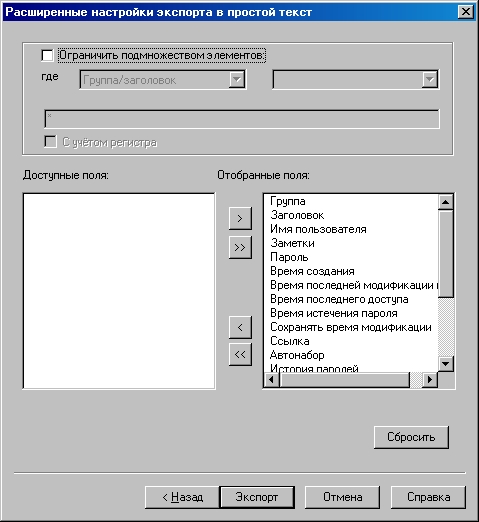 Расширенные настройки экспорта в простой текст
Ограничить подмножеством элементов:
где Группа/заголовок
*
С учётом регистра
Доступные поля: Отобранные поля:
Группа
Заголовок
Имя пользователя
Заметки
Пароль
Время создания
Время последней модификации
Время последнего доступа
Время истечения пароля
Сохранять время модификации
Ссылка
Автонабор
История паролей
>
>>
<
<<
Сбросить
< Назад Экспорт Отмена Справка